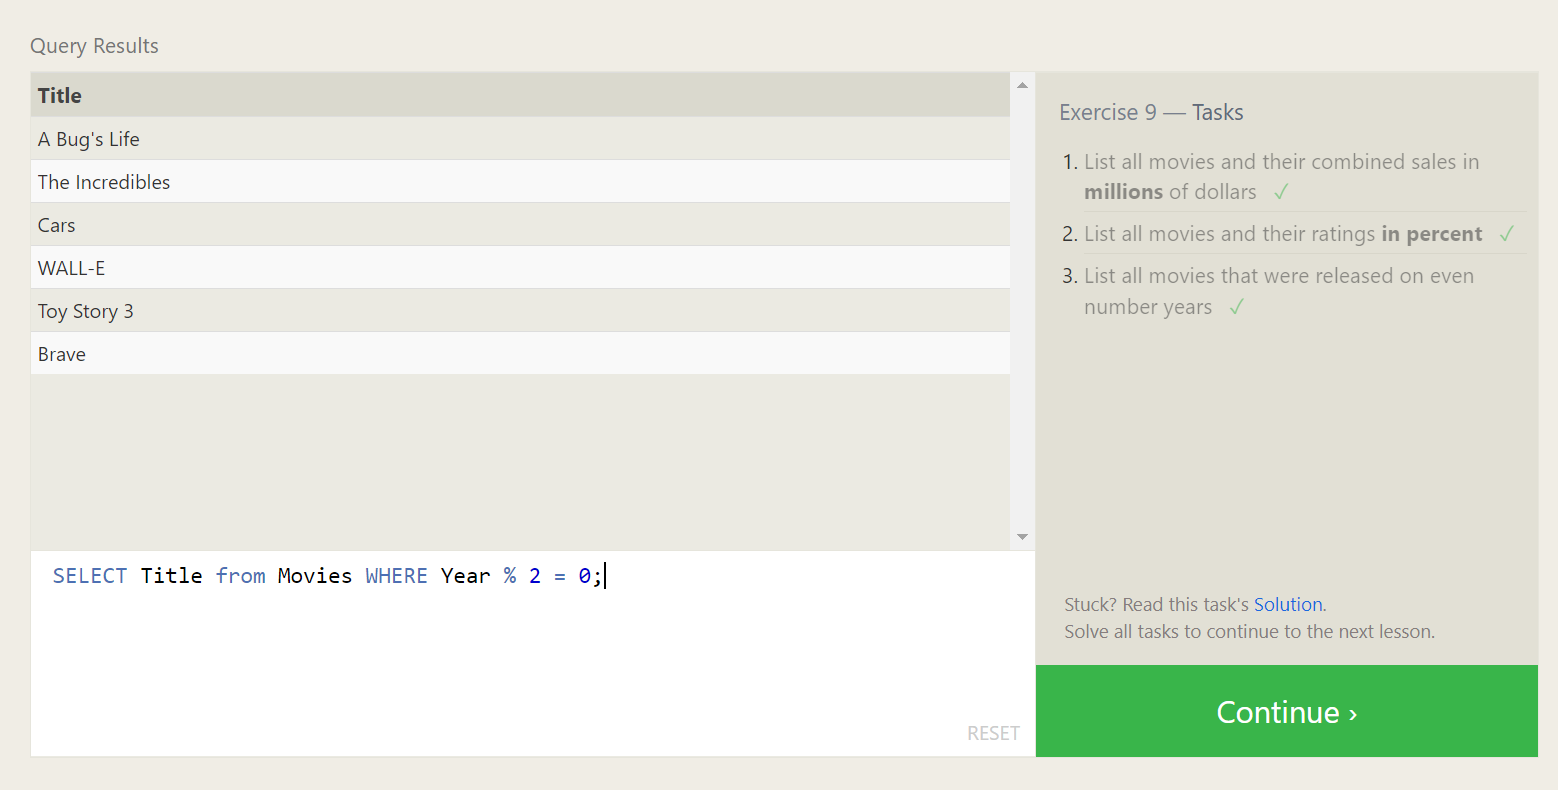 Query Results
Title
A Bug's Life
The Incredibles
Cars
WALL-E
Toy Story 3
Brave
SELECT Title from Movies WHERE Year % 2 = 0;
RESET
Exercise 9 — Tasks
1. List all movies and their combined sales in
millions of dollars ✓
2. List all movies and their ratings in percent ✓
3. List all movies that were released on even
number years ✓
Stuck? Read this task's Solution.
Solve all tasks to continue to the next lesson.
Continue ›